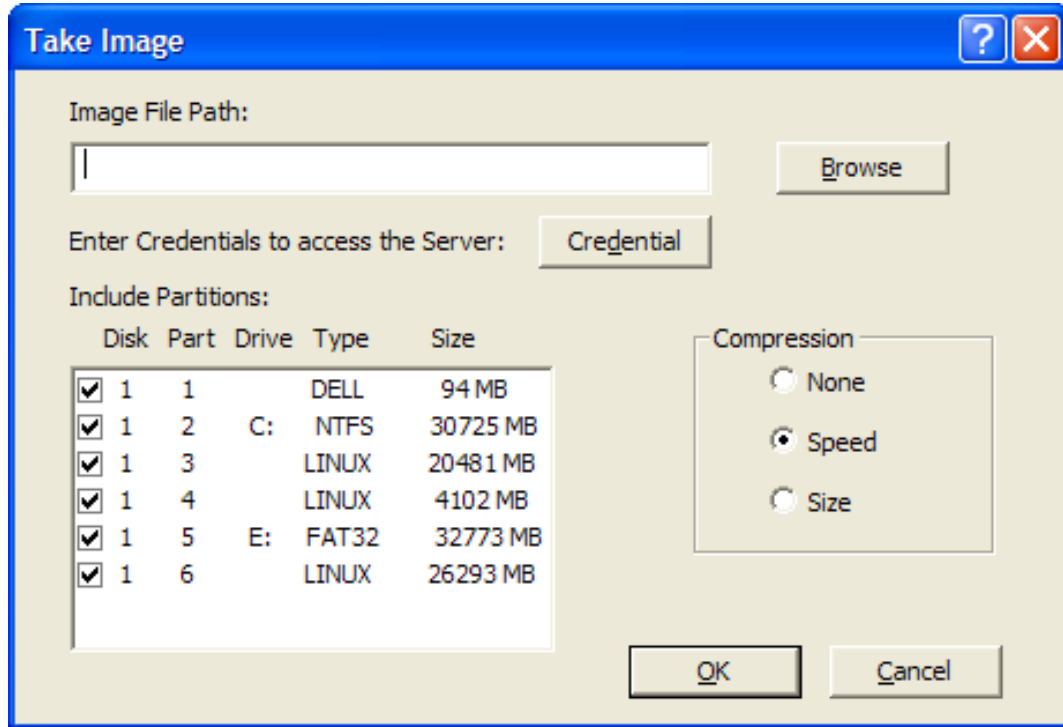 Take Image
Image File Path:
Browse
Enter Credentials to access the Server: Credential
Include Partitions:
Disk Part Drive Type Size
1 1 DELL 94 MB
1 2 C: NTFS 30725 MB
1 3 LINUX 20481 MB
1 4 LINUX 4102 MB
1 5 E: FAT32 32773 MB
1 6 LINUX 26293 MB
Compression
None
Speed
Size
OK Cancel